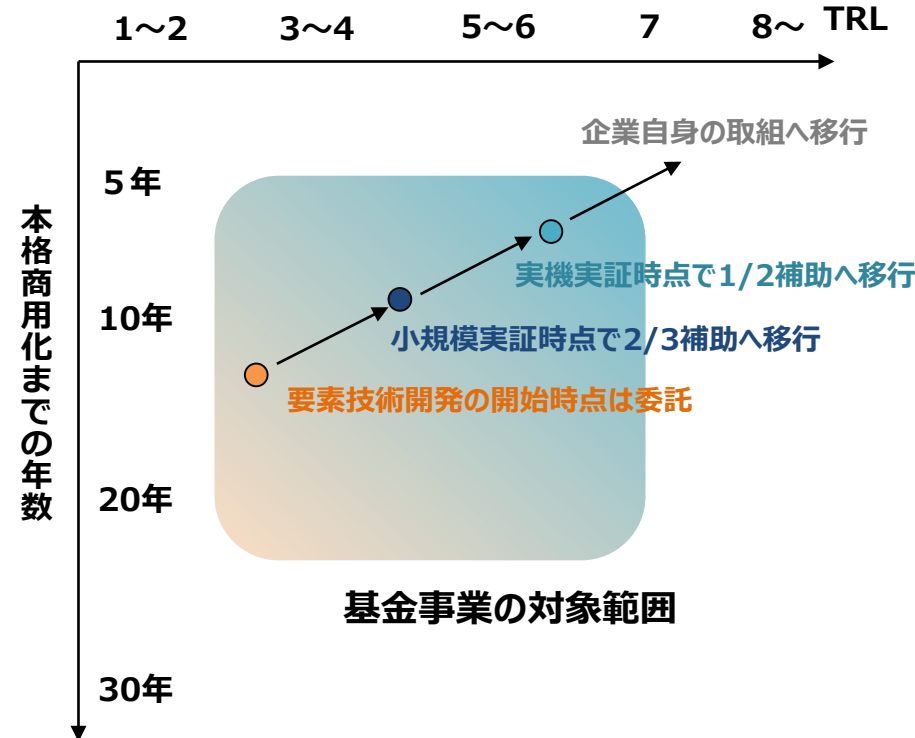 1～2
3～4
5～6
7
8～
TRL
企業自身の取組へ移行
5年
実機実証時点で1/2補助へ移行
10年
小規模実証時点で2/3補助へ移行
要素技術開発の開始時点は委託
本格商用化までの年数
20年
基金事業の対象範囲
30年